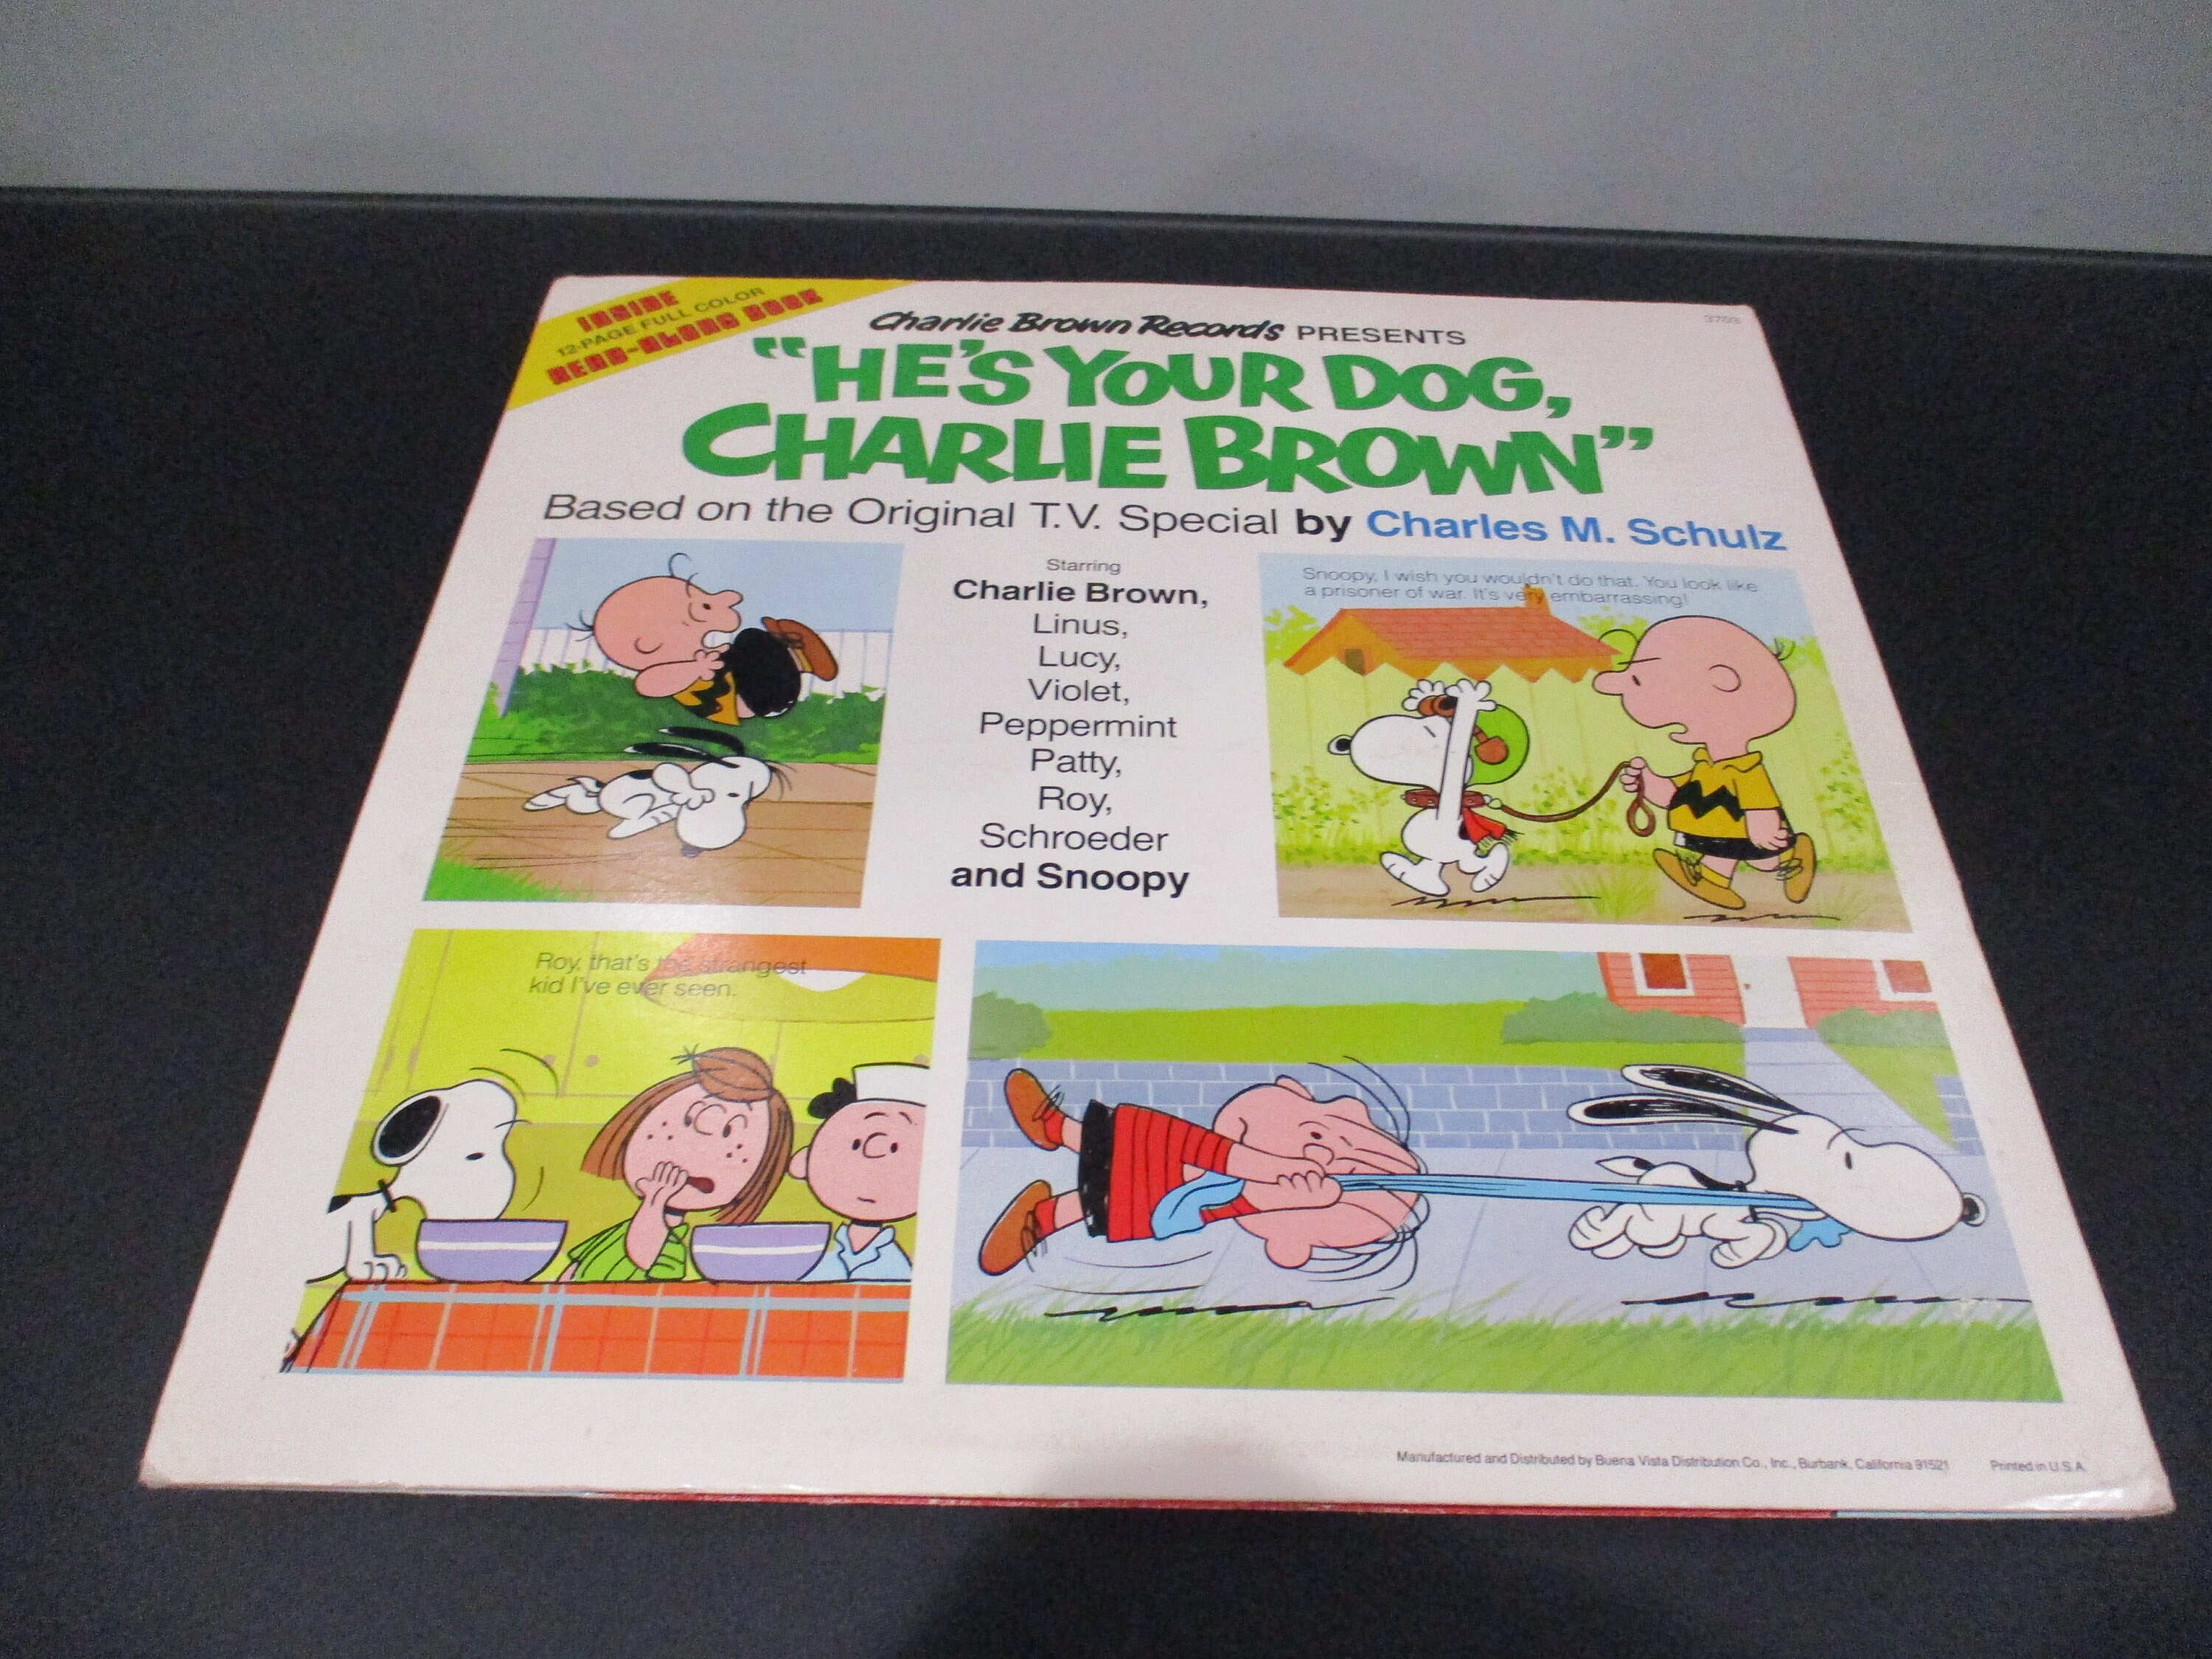 INSIDE
12-PAGE FULL COLOR
READ-ALONG BOOK
Charlie Brown Records PRESENTS
3703
"HE'S YOUR DOG,
CHARLIE BROWN"
Based on the Original T.V. Special by Charles M. Schulz
Starring
Charlie Brown,
Linus,
Lucy,
Violet,
Peppermint
Patty,
Roy,
Schroeder
and Snoopy
Snoopy, I wish you wouldn't do that. You look like
a prisoner of war. It's very embarrassing!
Roy, that's the strangest
kid I've ever seen.
Manufactured and Distributed by Buena Vista Distribution Co., Inc., Burbank, California 91521 Printed in U.S.A.